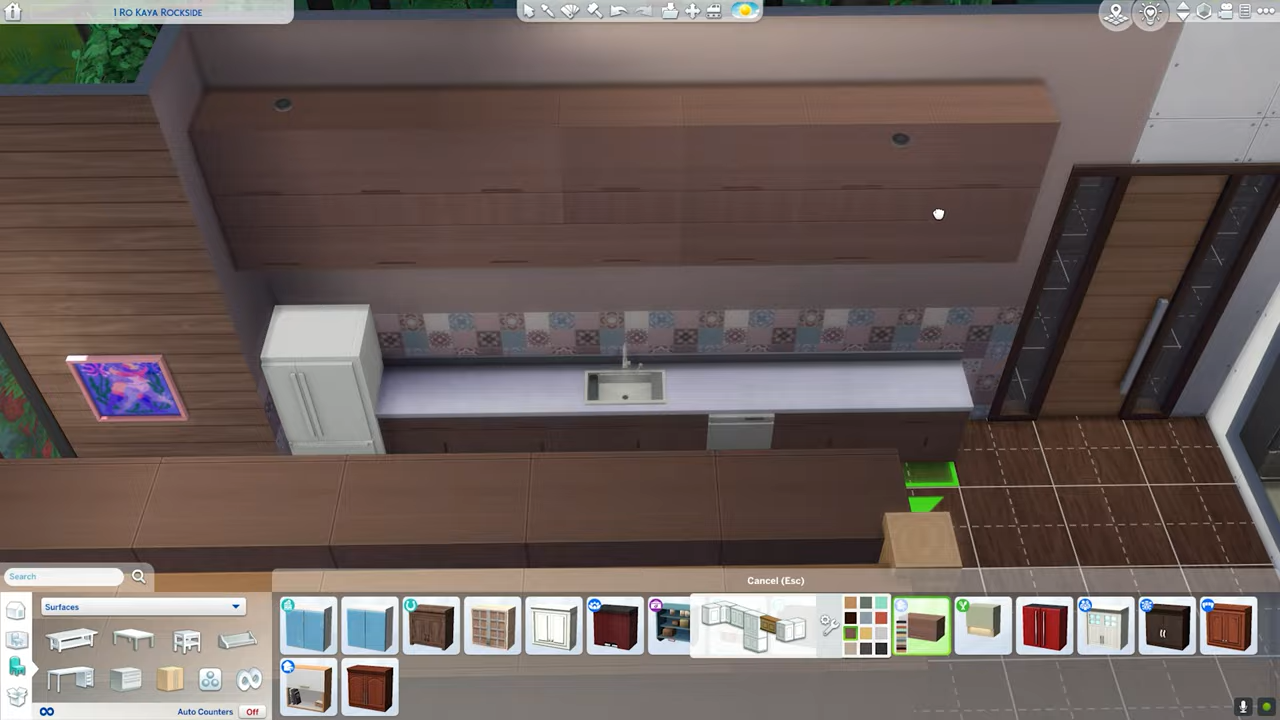 1 Ro Kaya Rockside
Cancel (Esc)
Search
Surfaces
Auto Counters Off